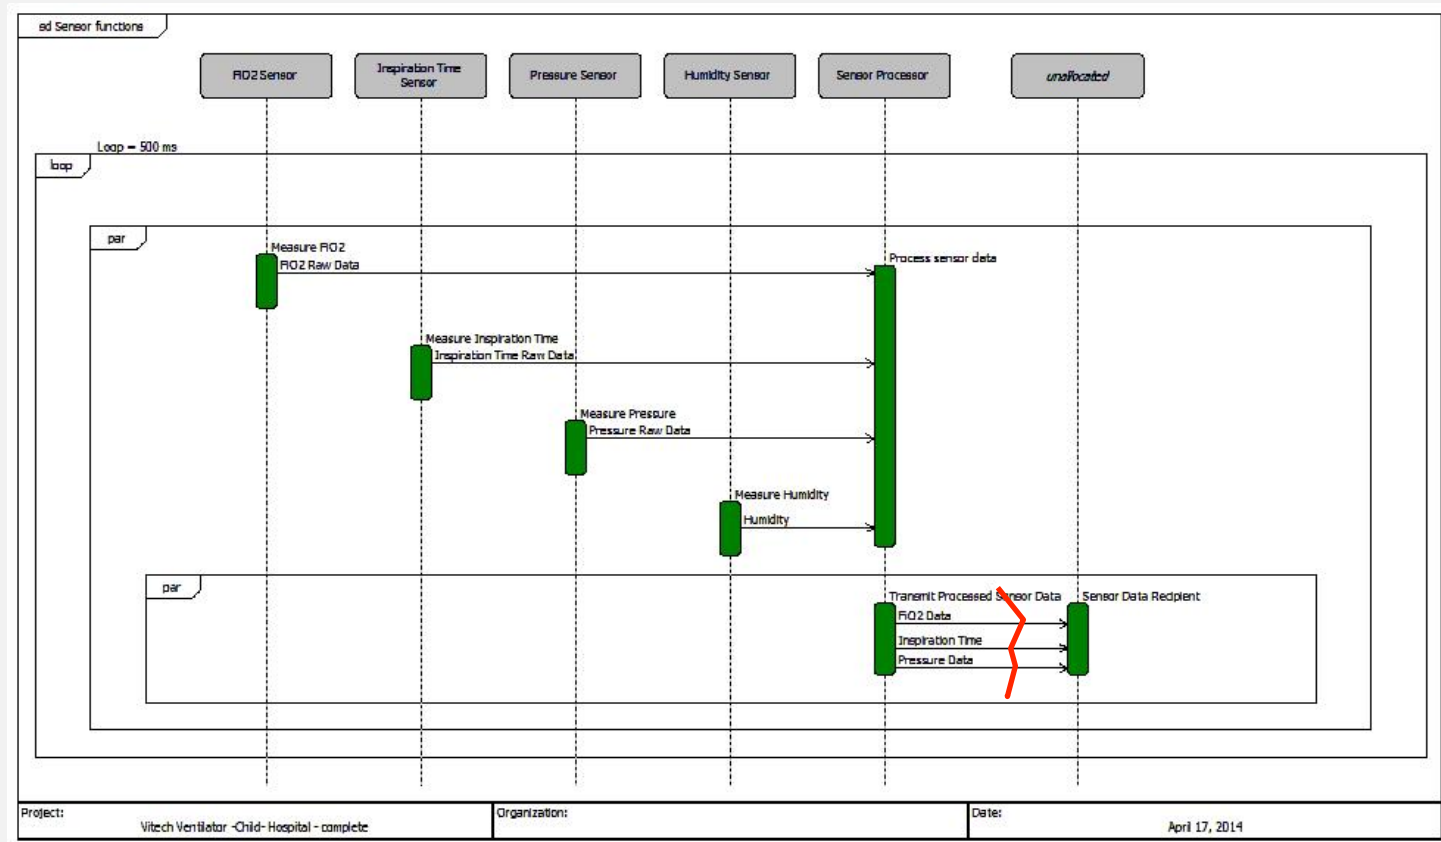 sd Sensor functions
FiO2 Sensor
Inspiration Time
Sensor
Pressure Sensor
Humidity Sensor
Sensor Processor
unallocated
Loop = 500 ms
loop
par
Measure FiO2
FiO2 Raw Data
Process sensor data
Measure Inspiration Time
Inspiration Time Raw Data
Measure Pressure
Pressure Raw Data
Measure Humidity
Humidity
par
Transmit Processed Sensor Data
Sensor Data Recipient
FiO2 Data
Inspiration Time
Pressure Data
Project:
Vitech Ventilator -Child- Hospital - complete
Organization:
Date:
April 17, 2014